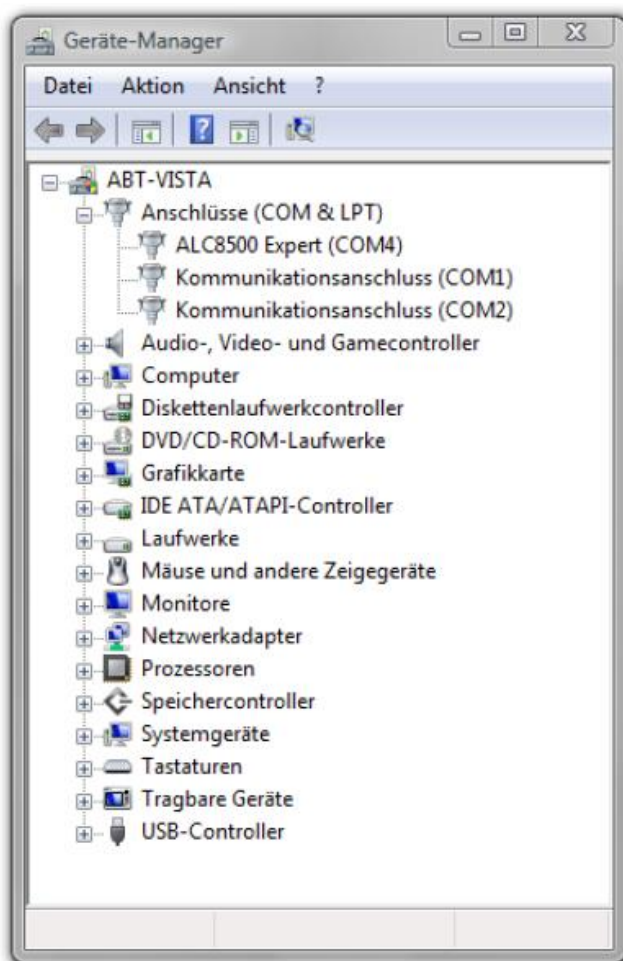 Geräte-Manager
Datei Aktion Ansicht ?
ABT-VISTA
Anschlüsse (COM & LPT)
ALC8500 Expert (COM4)
Kommunikationsanschluss (COM1)
Kommunikationsanschluss (COM2)
Audio-, Video- und Gamecontroller
Computer
Diskettenlaufwerkcontroller
DVD/CD-ROM-Laufwerke
Grafikkarte
IDE ATA/ATAPI-Controller
Laufwerke
Mäuse und andere Zeigegeräte
Monitore
Netzwerkadapter
Prozessoren
Speichercontroller
Systemgeräte
Tastaturen
Tragbare Geräte
USB-Controller